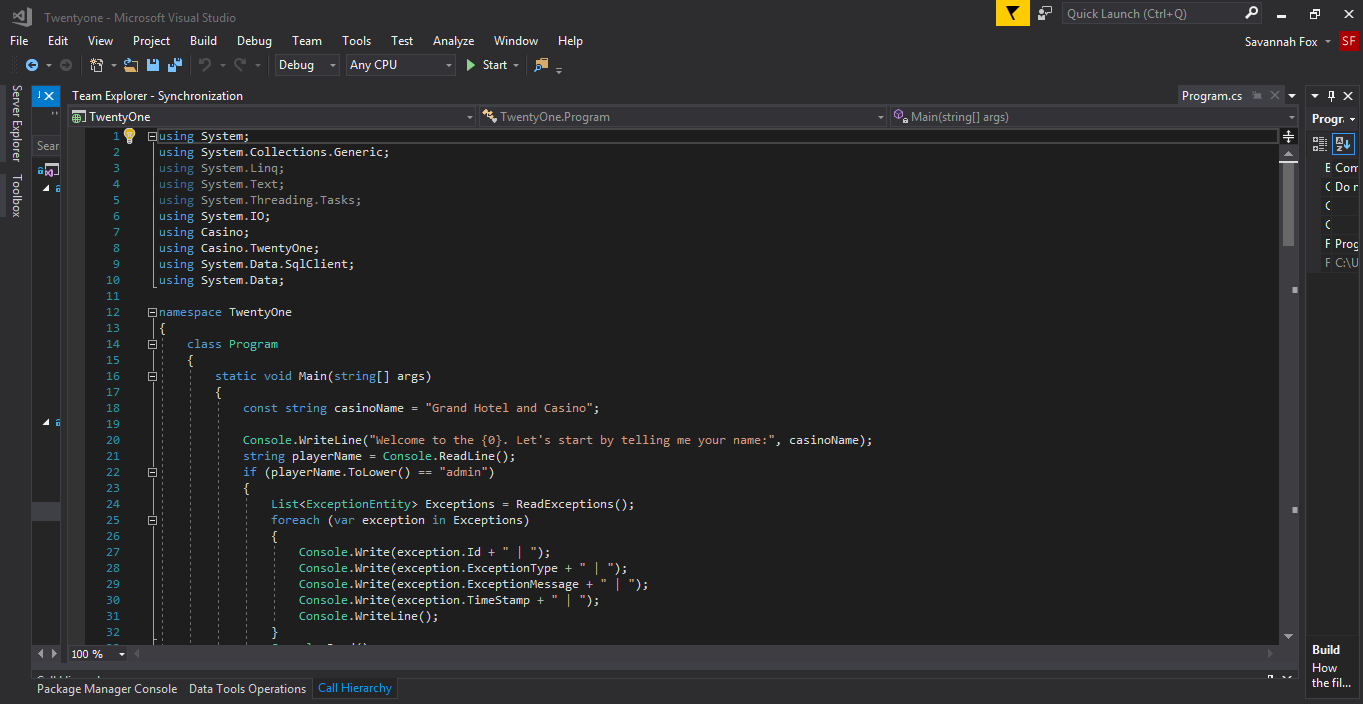 Twentyone - Microsoft Visual Studio
Quick Launch (Ctrl+Q)
File Edit View Project Build Debug Team Tools Test Analyze Window Help
Savannah Fox SF
Debug Any CPU Start
Server Explorer
Toolbox
Team Explorer - Synchronization
Program.cs
TwentyOne
TwentyOne.Program
Main(string[] args)
Sear
1 using System;
2 using System.Collections.Generic;
3 using System.Linq;
4 using System.Text;
5 using System.Threading.Tasks;
6 using System.IO;
7 using Casino;
8 using Casino.TwentyOne;
9 using System.Data.SqlClient;
10 using System.Data;
11
12 namespace TwentyOne
13 {
14 class Program
15 {
16 static void Main(string[] args)
17 {
18 const string casinoName = "Grand Hotel and Casino";
19
20 Console.WriteLine("Welcome to the {0}. Let's start by telling me your name:", casinoName);
21 string playerName = Console.ReadLine();
22 if (playerName.ToLower() == "admin")
23 {
24 List<ExceptionEntity> Exceptions = ReadExceptions();
25 foreach (var exception in Exceptions)
26 {
27 Console.Write(exception.Id + " | ");
28 Console.Write(exception.ExceptionType + " | ");
29 Console.Write(exception.ExceptionMessage + " | ");
30 Console.Write(exception.TimeStamp + " | ");
31 Console.WriteLine();
32 }
100 %
Progr
Com
Do n
Prog
C:\U
Build
How
the fil...
Package Manager Console Data Tools Operations Call Hierarchy